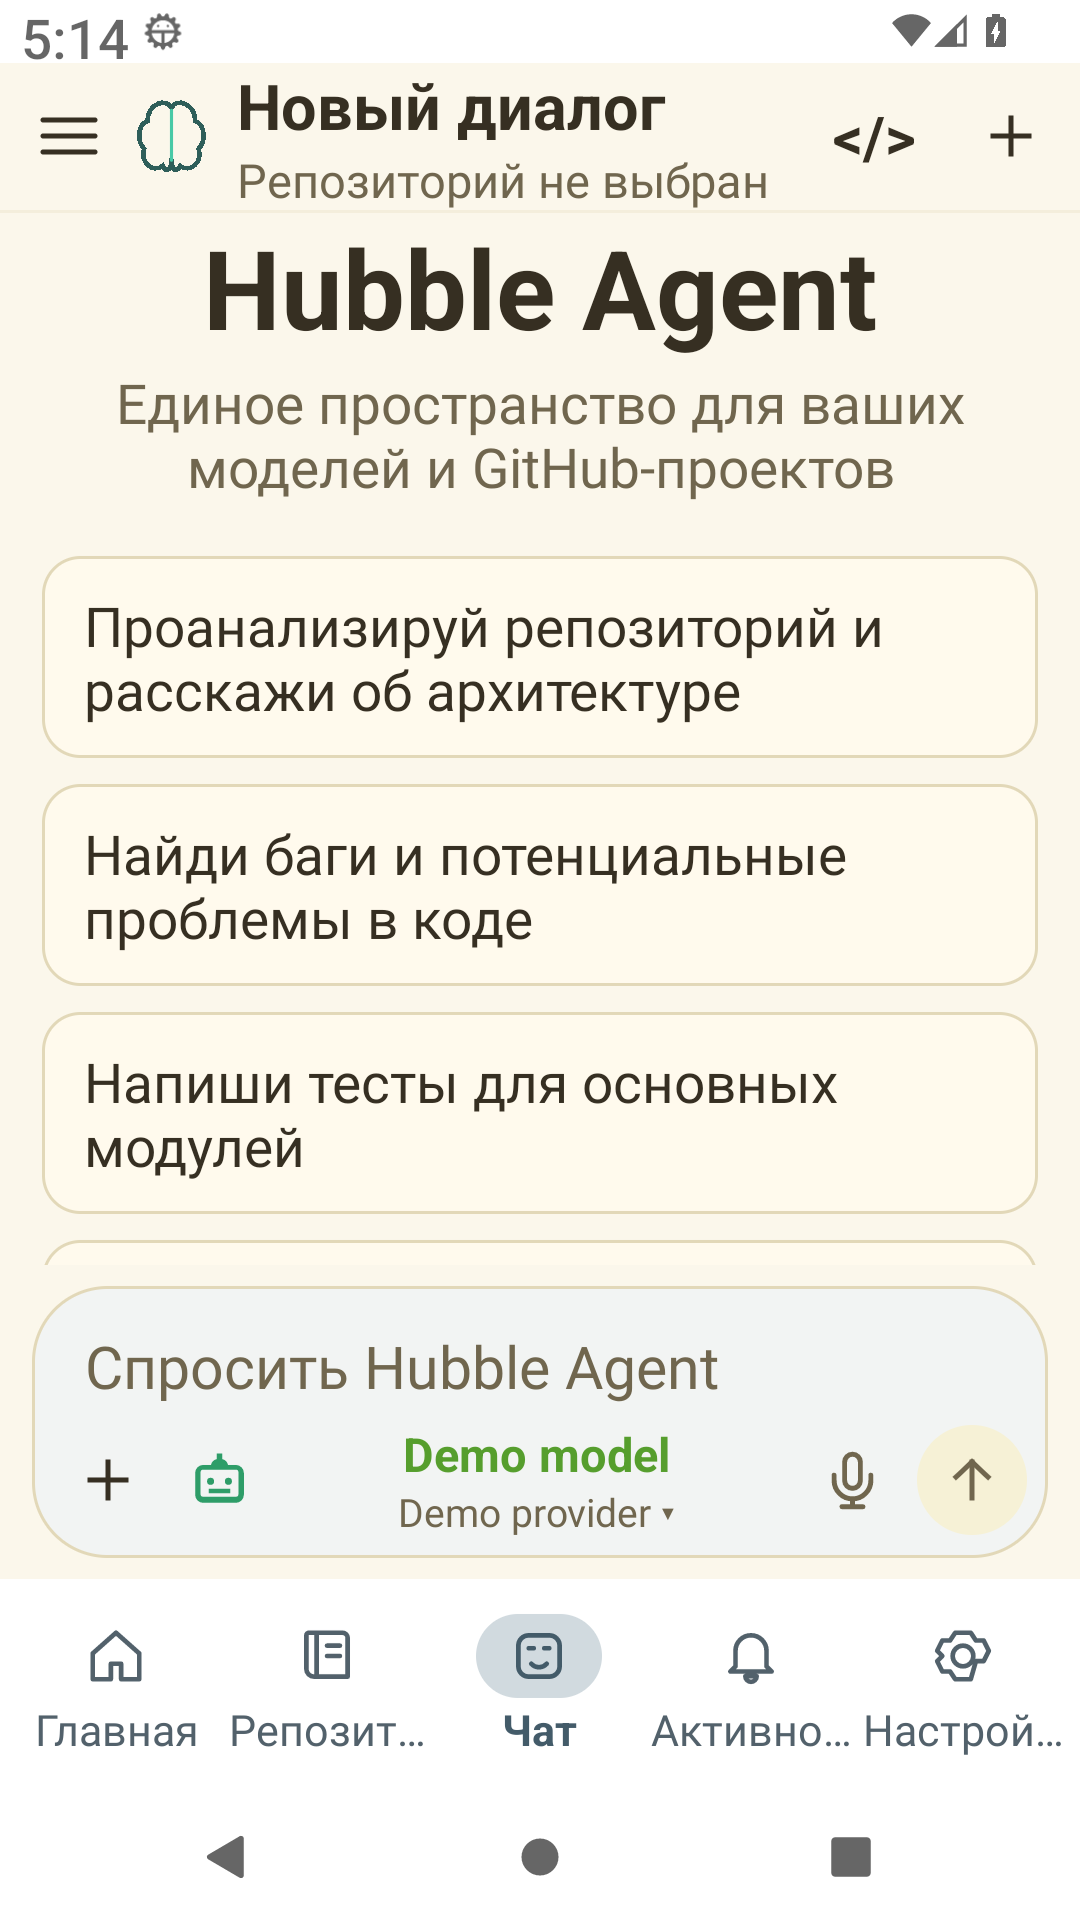 5:14
Новый диалог
Репозиторий не выбран
</>
Hubble Agent
Единое пространство для ваших
моделей и GitHub-проектов
Проанализируй репозиторий и
расскажи об архитектуре
Найди баги и потенциальные
проблемы в коде
Напиши тесты для основных
модулей
Спросить Hubble Agent
Demo model
Demo provider ▾
Главная
Репозит...
Чат
Активно...
Настрой...